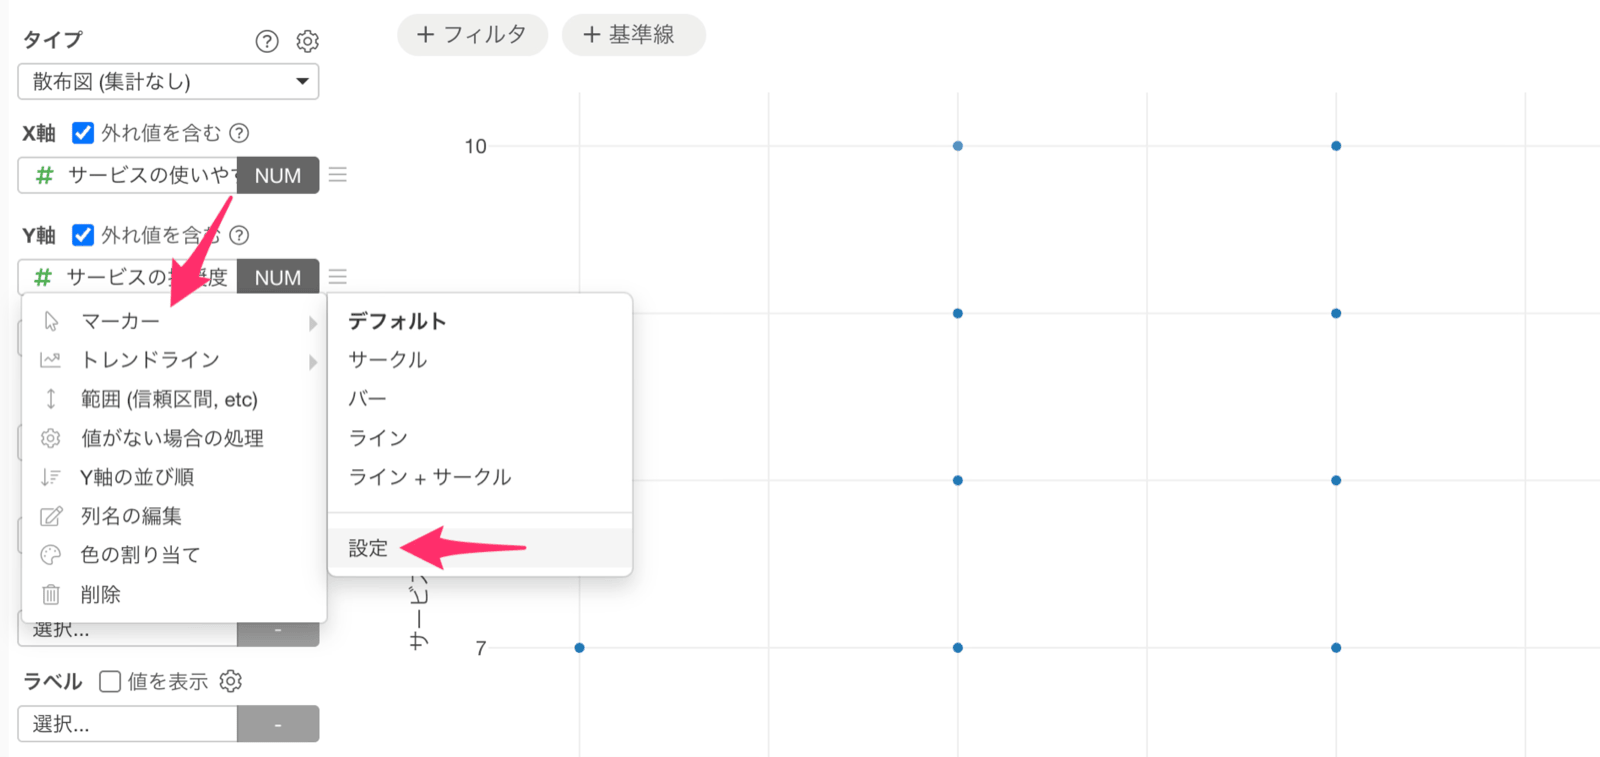 タイプ
散布図 (集計なし)
X軸 外れ値を含む
サービスの使いや NUM
Y軸 外れ値を含む
サービスの 度 NUM
マーカー
トレンドライン
範囲 (信頼区間, etc)
値がない場合の処理
Y軸の並び順
列名の編集
色の割り当て
削除
選択... -
ラベル 値を表示
選択... -
デフォルト
サークル
バー
ライン
ライン + サークル
設定
+ フィルタ
+ 基準線
10
7
サービ